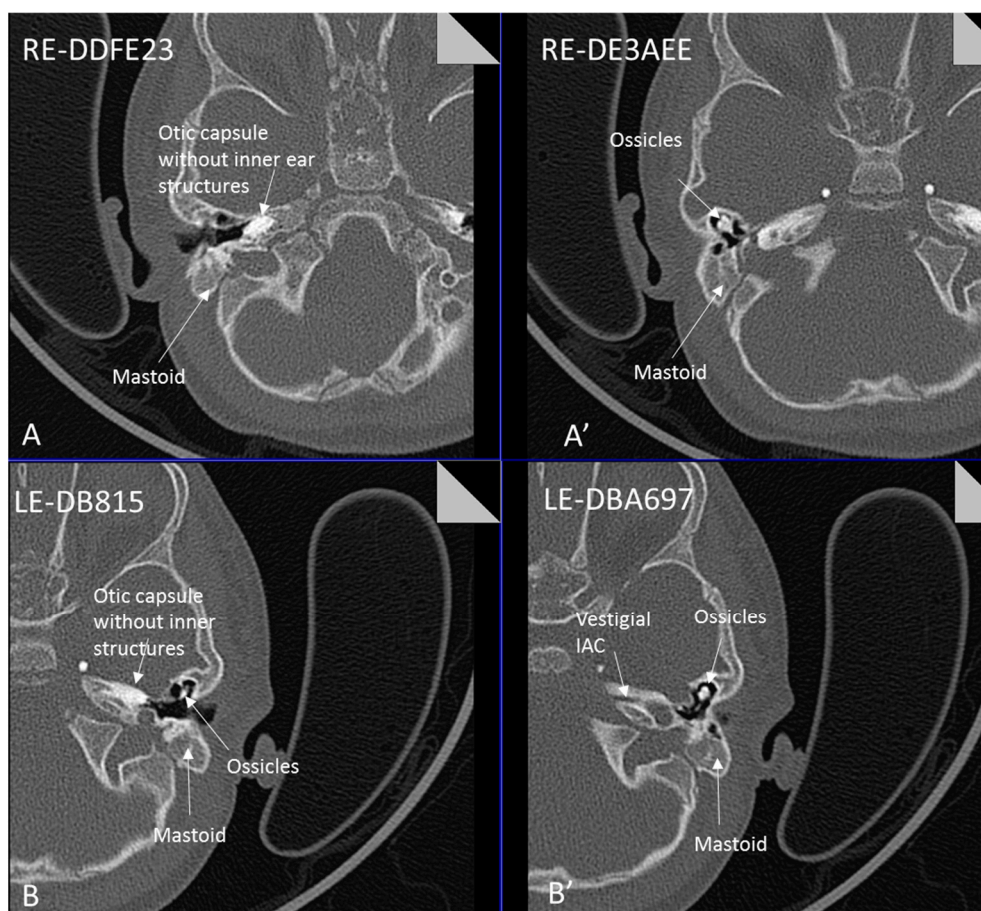 RE-DDFE23
Otic capsule
without inner ear
structures
Mastoid
A
RE-DE3AEE
Ossicles
Mastoid
A’
LE-DB815
Otic capsule
without inner
structures
Ossicles
Mastoid
B
LE-DBA697
Vestigial
IAC
Ossicles
Mastoid
B’